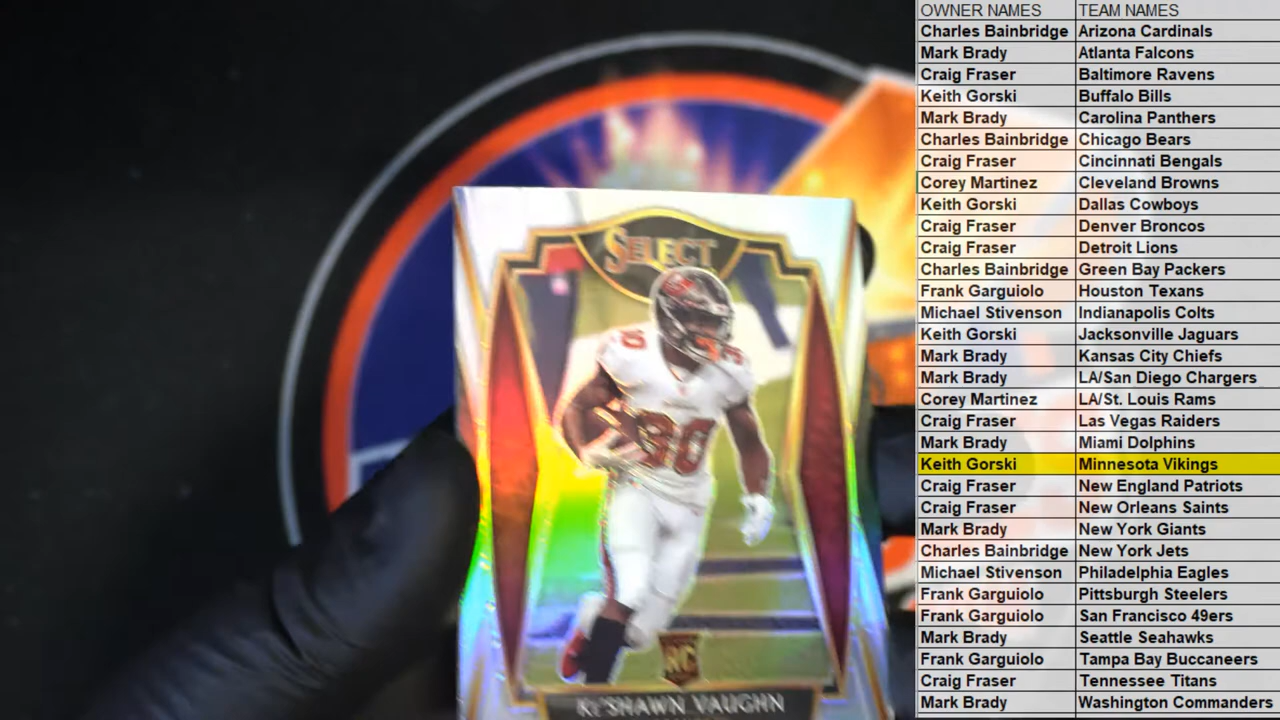 SELECT
30
RC
KE'SHAWN VAUGHN
OWNER NAMES TEAM NAMES
Charles Bainbridge Arizona Cardinals
Mark Brady Atlanta Falcons
Craig Fraser Baltimore Ravens
Keith Gorski Buffalo Bills
Mark Brady Carolina Panthers
Charles Bainbridge Chicago Bears
Craig Fraser Cincinnati Bengals
Corey Martinez Cleveland Browns
Keith Gorski Dallas Cowboys
Craig Fraser Denver Broncos
Craig Fraser Detroit Lions
Charles Bainbridge Green Bay Packers
Frank Garguiolo Houston Texans
Michael Stivenson Indianapolis Colts
Keith Gorski Jacksonville Jaguars
Mark Brady Kansas City Chiefs
Mark Brady LA/San Diego Chargers
Corey Martinez LA/St. Louis Rams
Craig Fraser Las Vegas Raiders
Mark Brady Miami Dolphins
Keith Gorski Minnesota Vikings
Craig Fraser New England Patriots
Craig Fraser New Orleans Saints
Mark Brady New York Giants
Charles Bainbridge New York Jets
Michael Stivenson Philadelphia Eagles
Frank Garguiolo Pittsburgh Steelers
Frank Garguiolo San Francisco 49ers
Mark Brady Seattle Seahawks
Frank Garguiolo Tampa Bay Buccaneers
Craig Fraser Tennessee Titans
Mark Brady Washington Commanders